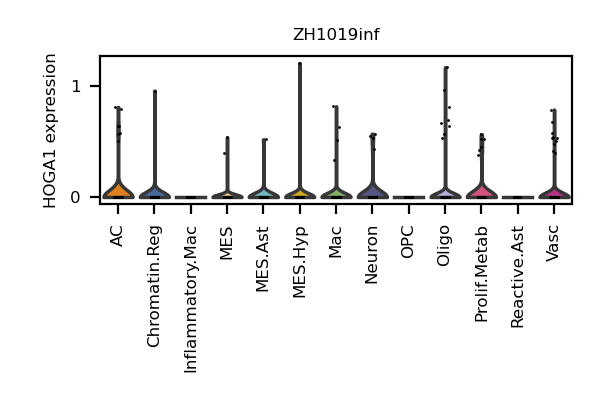 ZH1019inf
HOGA1 expression
1
0
AC
Chromatin.Reg
Inflammatory.Mac
MES
MES.Ast
MES.Hyp
Mac
Neuron
OPC
Oligo
Prolif.Metab
Reactive.Ast
Vasc